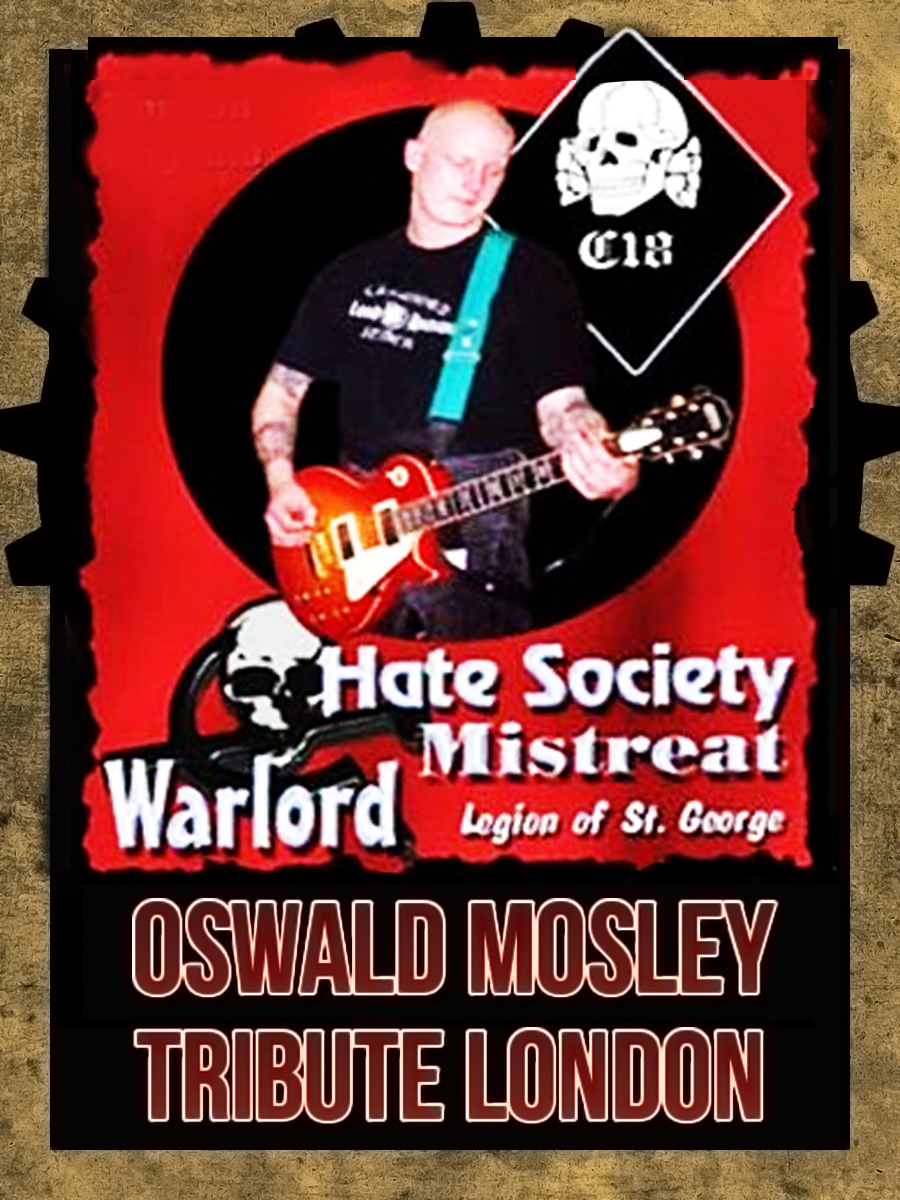 C18
Hate Society
Mistreat
Warlord
Legion of St. George
OSWALD MOSLEY
TRIBUTE LONDON